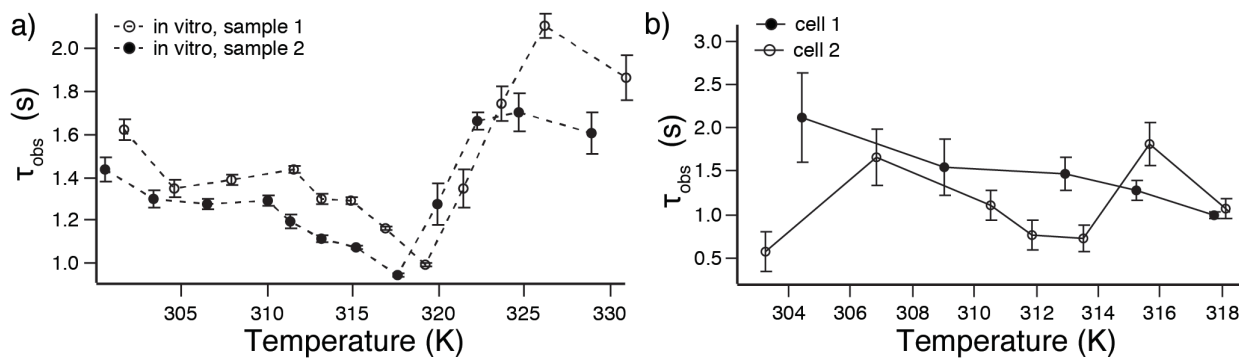 a)
in vitro, sample 1
in vitro, sample 2
τobs (s)
2.0
1.8
1.6
1.4
1.2
1.0
305
310
315
320
325
330
Temperature (K)
b)
cell 1
cell 2
τobs (s)
3.0
2.5
2.0
1.5
1.0
0.5
304
306
308
310
312
314
316
318
Temperature (K)